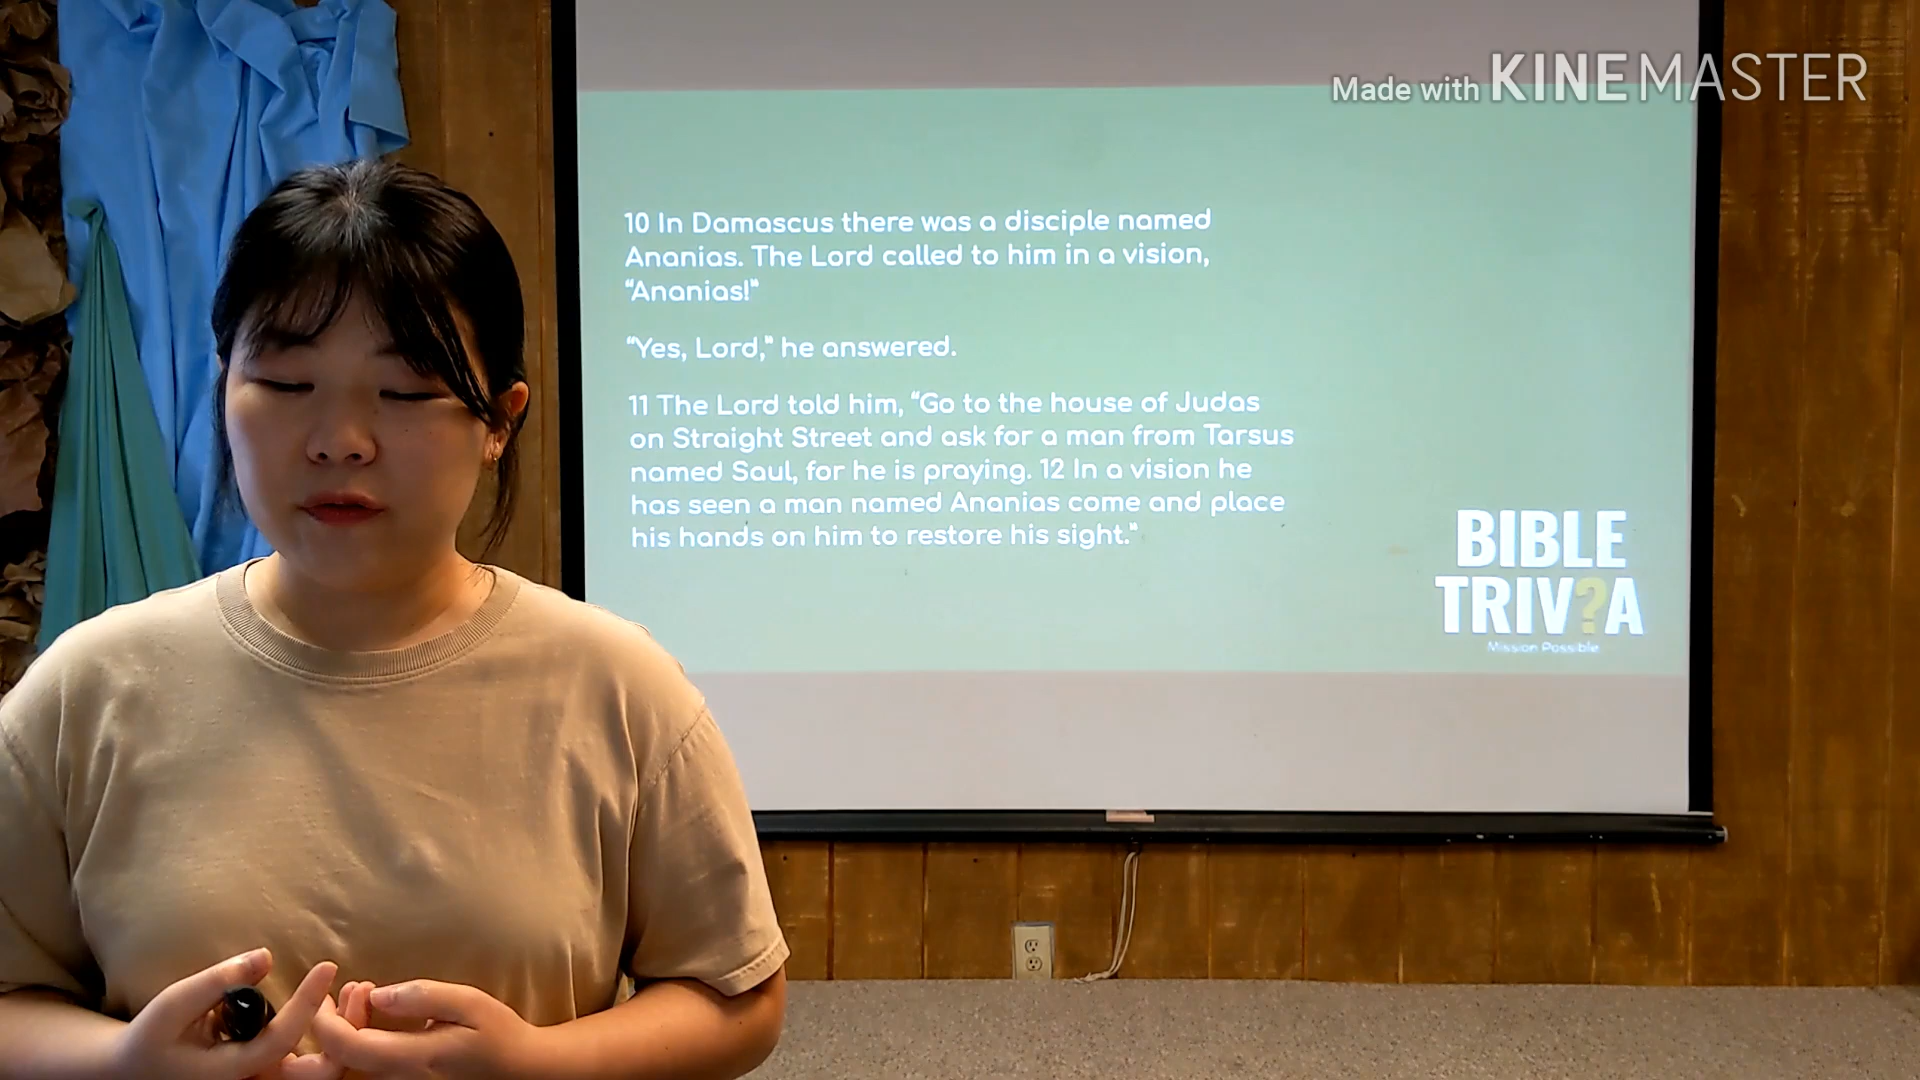 Made with KINEMASTER
10 In Damascus there was a disciple named
Ananias. The Lord called to him in a vision,
“Ananias!”
“Yes, Lord,” he answered.
11 The Lord told him, “Go to the house of Judas
on Straight Street and ask for a man from Tarsus
named Saul, for he is praying. 12 In a vision he
has seen a man named Ananias come and place
his hands on him to restore his sight.”
BIBLE
TRIV?A
Mission Possible